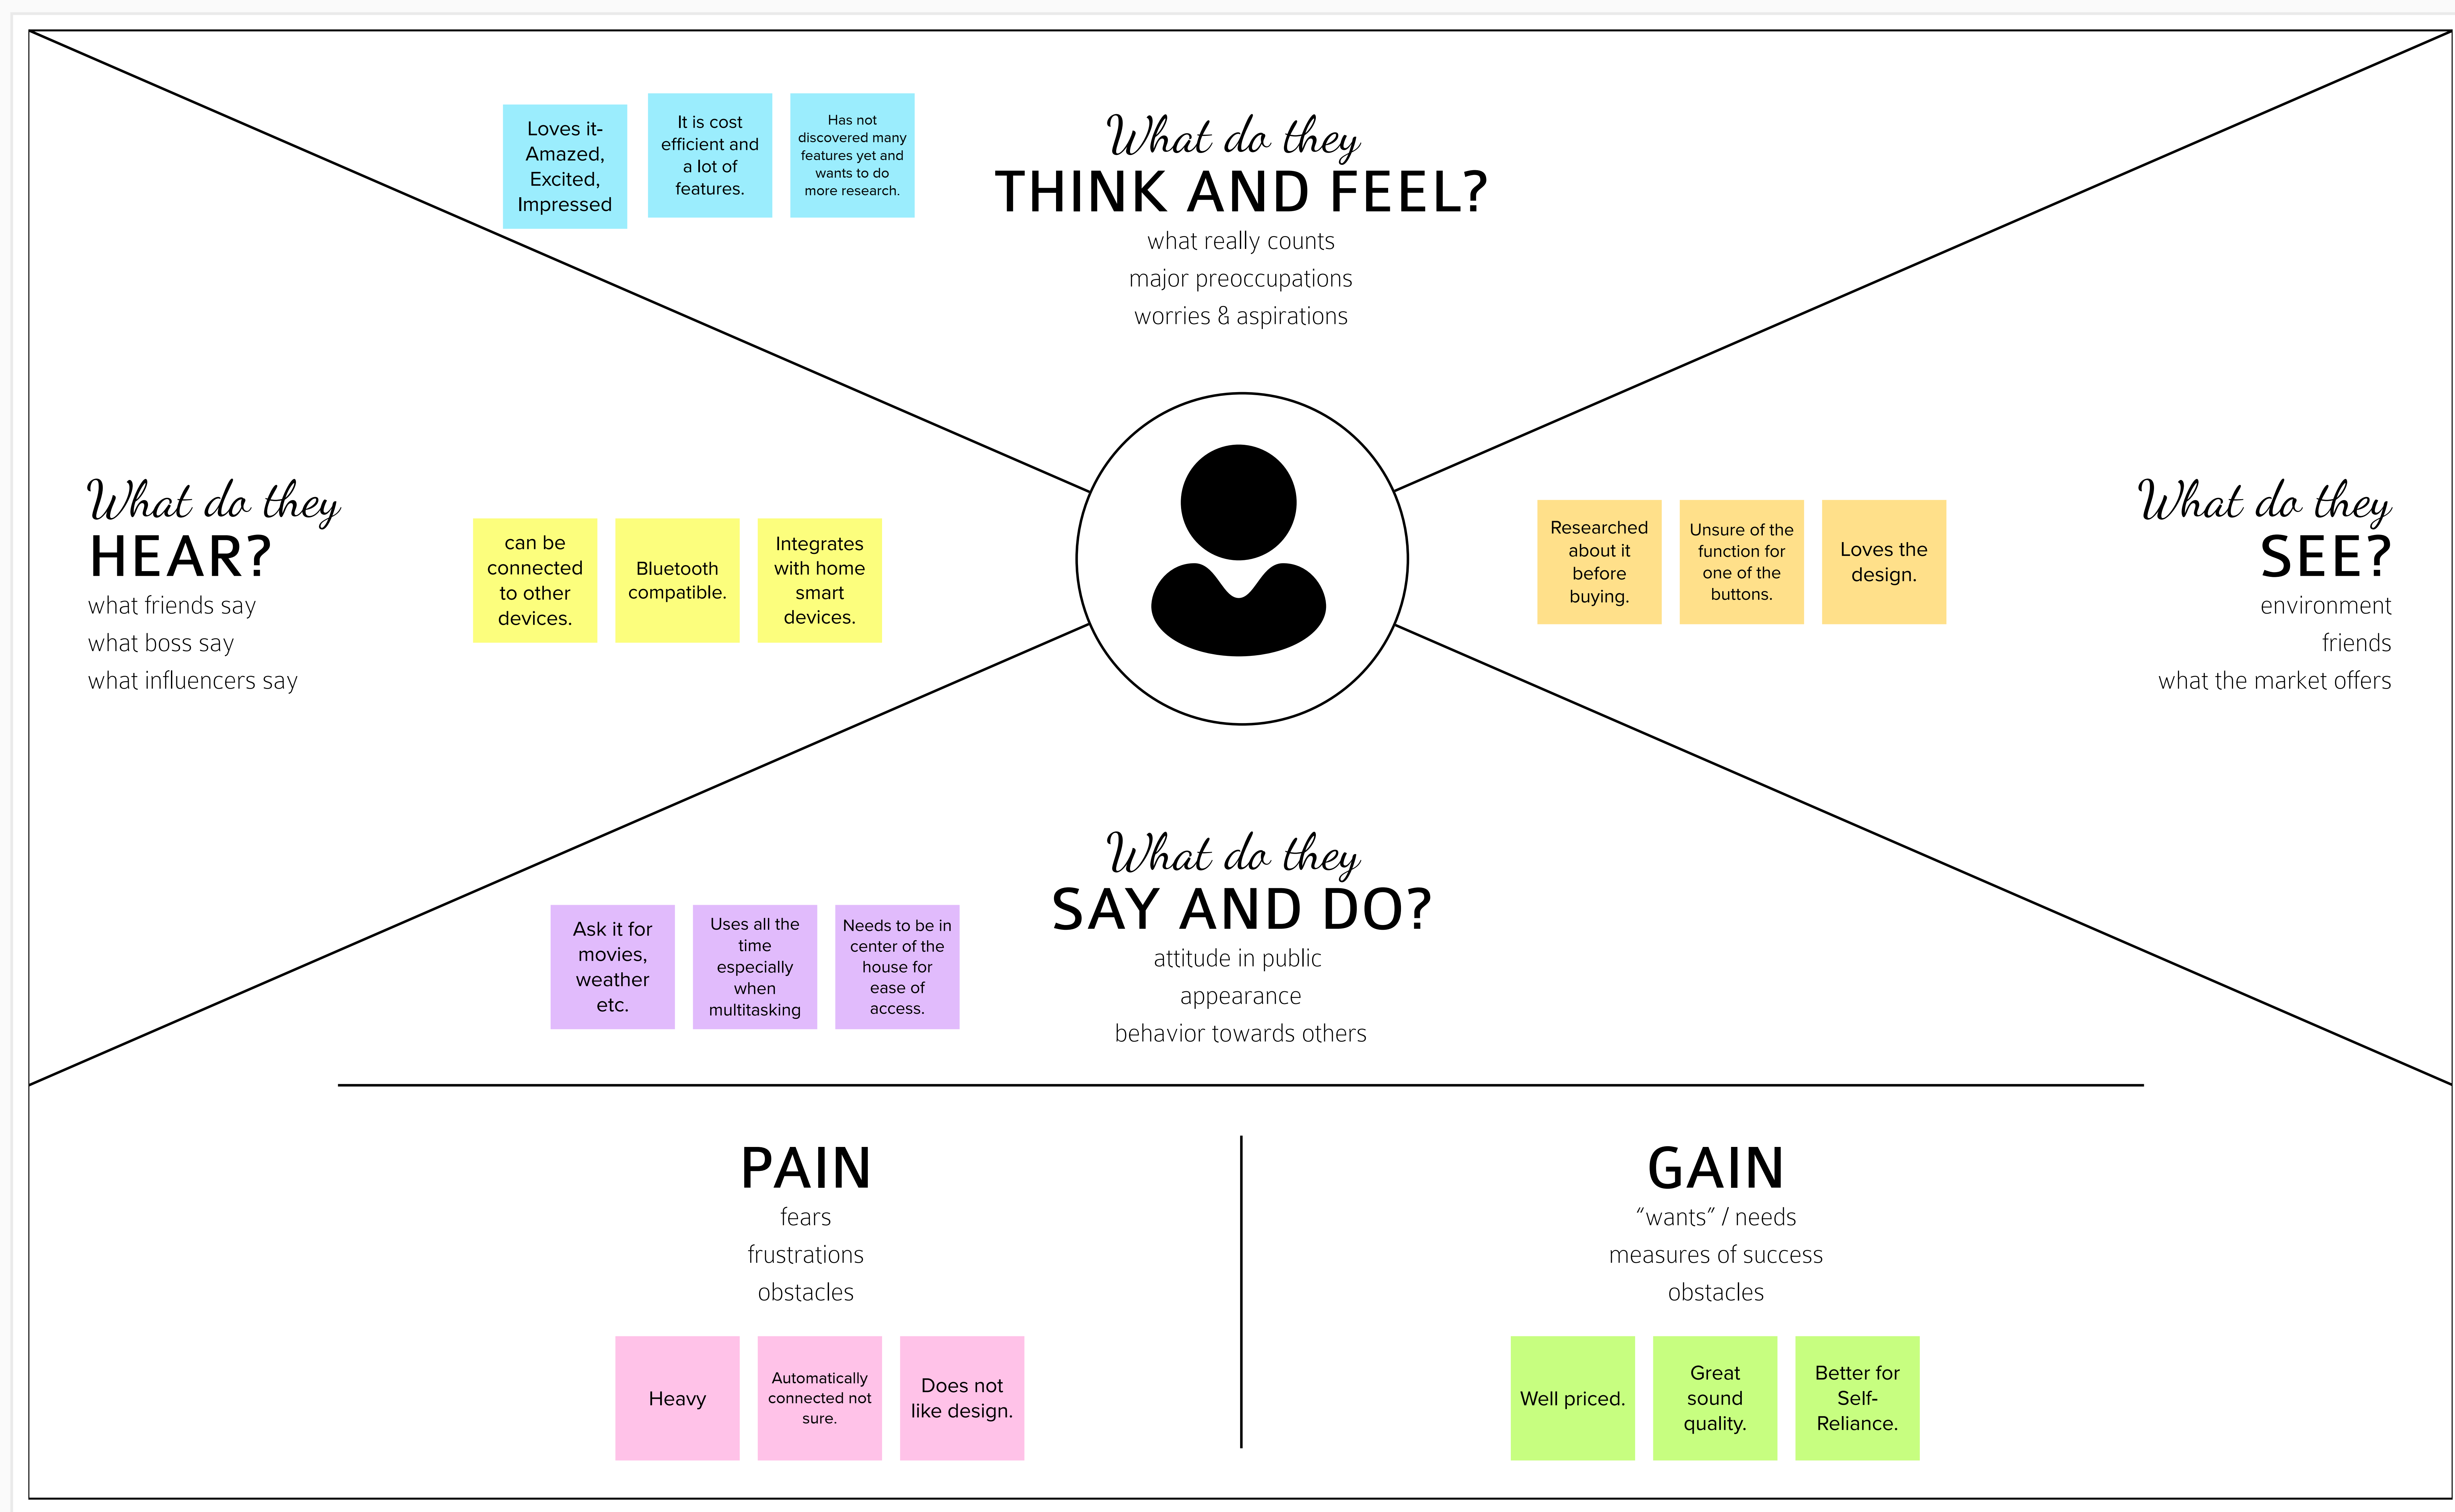 Loves it-
Amazed,
Excited,
Impressed
It is cost
efficient and
a lot of
features.
Has not
discovered many
features yet and
wants to do
more research.
What do they
THINK AND FEEL?
what really counts
major preoccupations
worries & aspirations
What do they
HEAR?
what friends say
what boss say
what influencers say
can be
connected
to other
devices.
Bluetooth
compatible.
Integrates
with home
smart
devices.
Researched
about it
before
buying.
Unsure of the
function for
one of the
buttons.
Loves the
design.
What do they
SEE?
environment
friends
what the market offers
What do they
SAY AND DO?
attitude in public
appearance
behavior towards others
Ask it for
movies,
weather
etc.
Uses all the
time
especially
when
multitasking
Needs to be in
center of the
house for
ease of
access.
PAIN
fears
frustrations
obstacles
Heavy
Automatically
connected not
sure.
Does not
like design.
GAIN
“wants” / needs
measures of success
obstacles
Well priced.
Great
sound
quality.
Better for
Self-
Reliance.